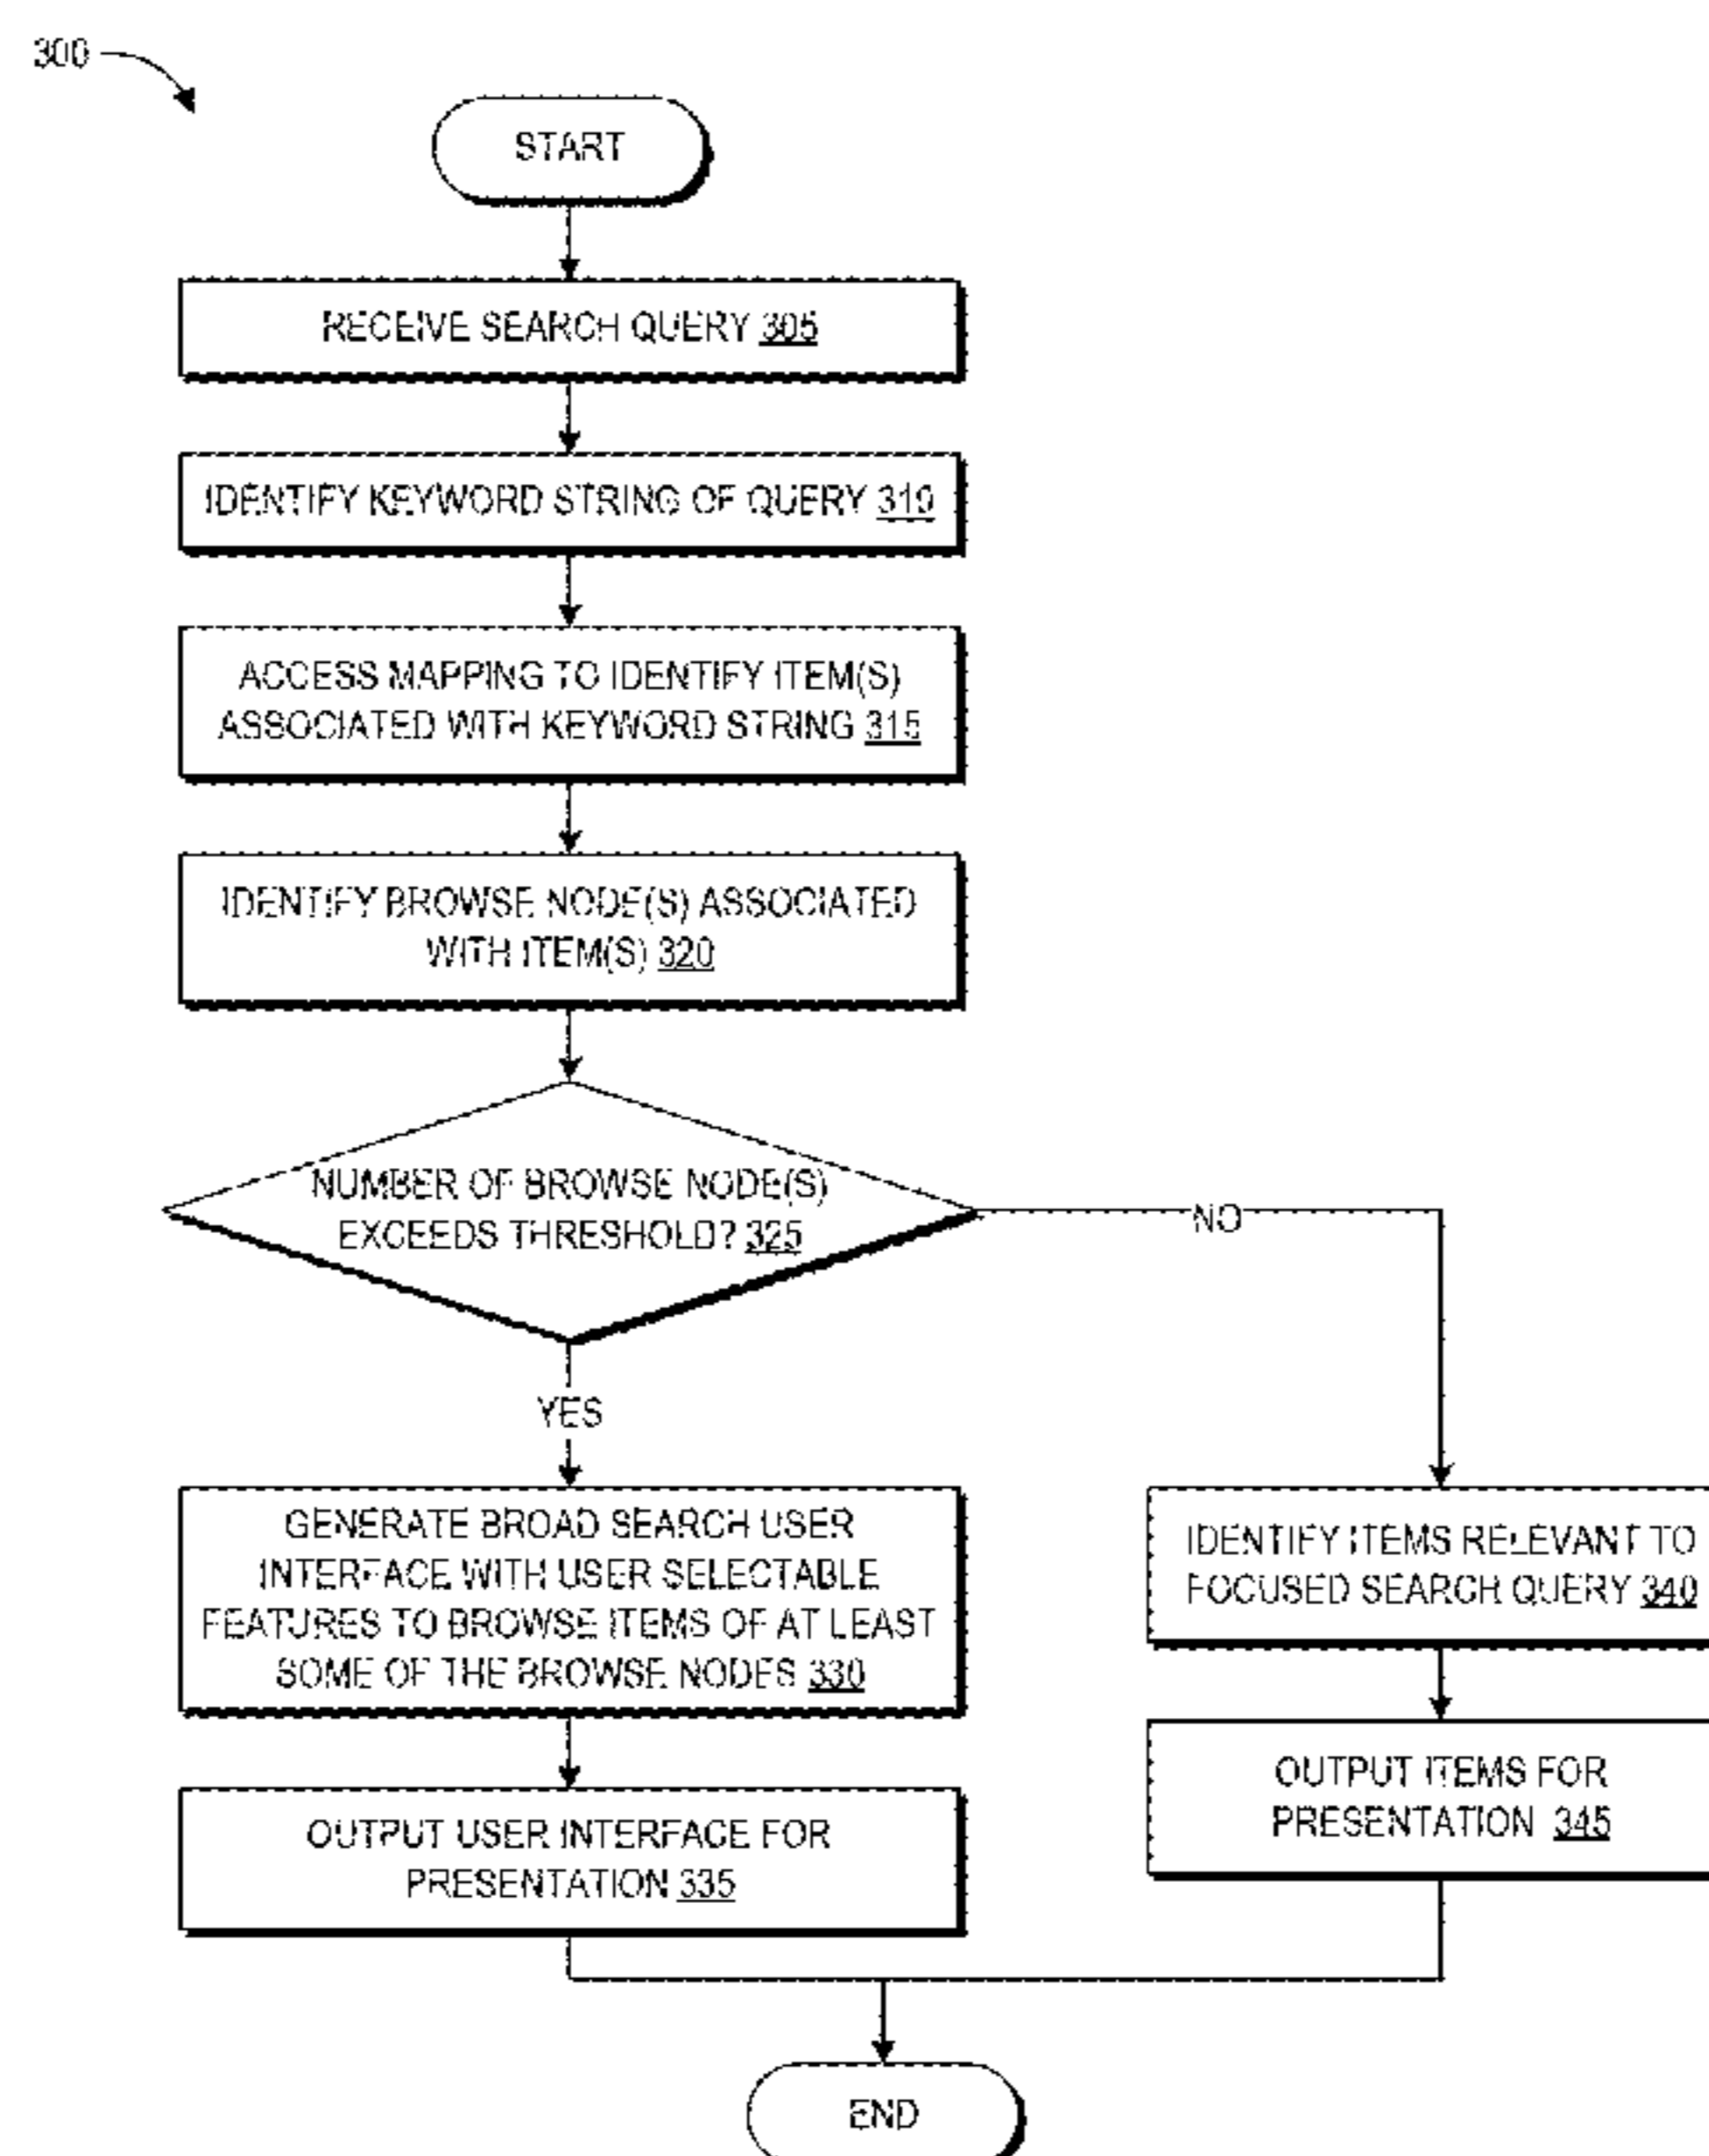 300
START
RECEIVE SEARCH QUERY 305
IDENTIFY KEYWORD STRING OF QUERY 310
ACCESS MAPPING TO IDENTIFY ITEM(S)
ASSOCIATED WITH KEYWORD STRING 315
IDENTIFY BROWSE NODE(S) ASSOCIATED
WITH ITEM(S) 320
NUMBER OF BROWSE NODE(S)
EXCEEDS THRESHOLD? 325
NO
YES
GENERATE BROAD SEARCH USER
INTERFACE WITH USER SELECTABLE
FEATURES TO BROWSE ITEMS OF AT LEAST
SOME OF THE BROWSE NODES 330
IDENTIFY ITEMS RELEVANT TO
FOCUSED SEARCH QUERY 340
OUTPUT USER INTERFACE FOR
PRESENTATION 335
OUTPUT ITEMS FOR
PRESENTATION 345
END